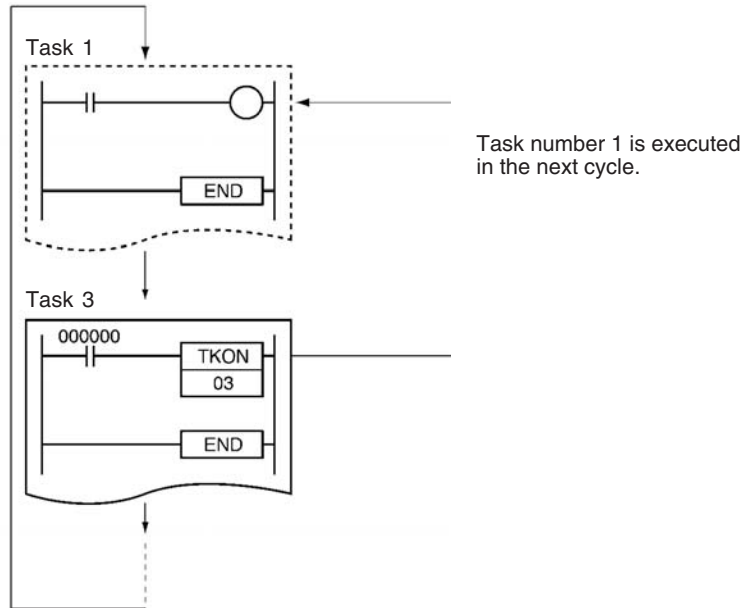 Task 1
END
Task number 1 is executed
in the next cycle.
Task 3
000000
TKON
03
END